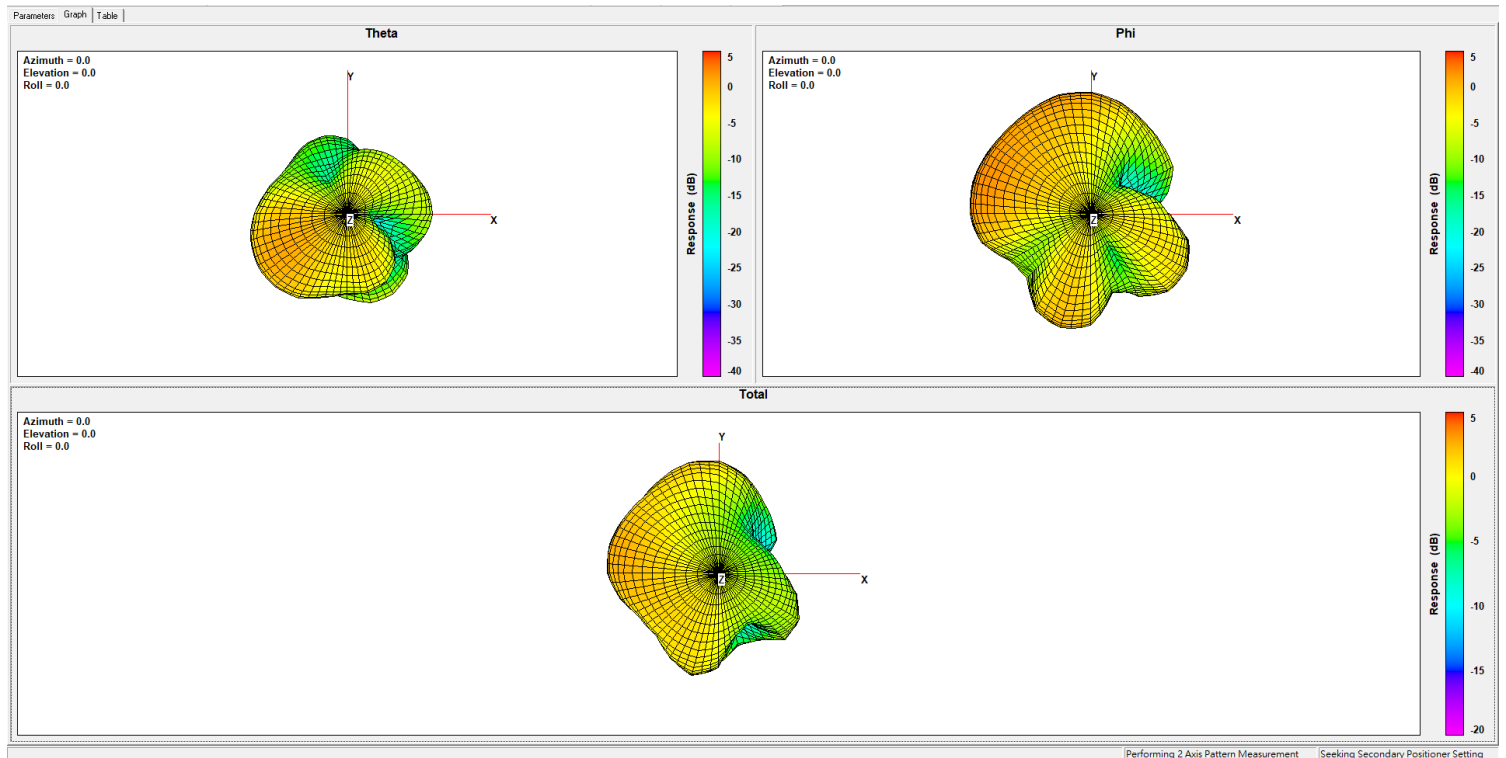 Parameters Graph Table
Theta
Azimuth = 0.0
Elevation = 0.0
Roll = 0.0
Y
X
Z
5
0
-5
-10
-15
-20
-25
-30
-35
-40
Response (dB)
Phi
Azimuth = 0.0
Elevation = 0.0
Roll = 0.0
Y
X
Z
5
0
-5
-10
-15
-20
-25
-30
-35
-40
Response (dB)
Total
Azimuth = 0.0
Elevation = 0.0
Roll = 0.0
Y
X
Z
5
0
-5
-10
-15
-20
Response (dB)
Performing 2 Axis Pattern Measurement
Seeking Secondary Positioner Setting